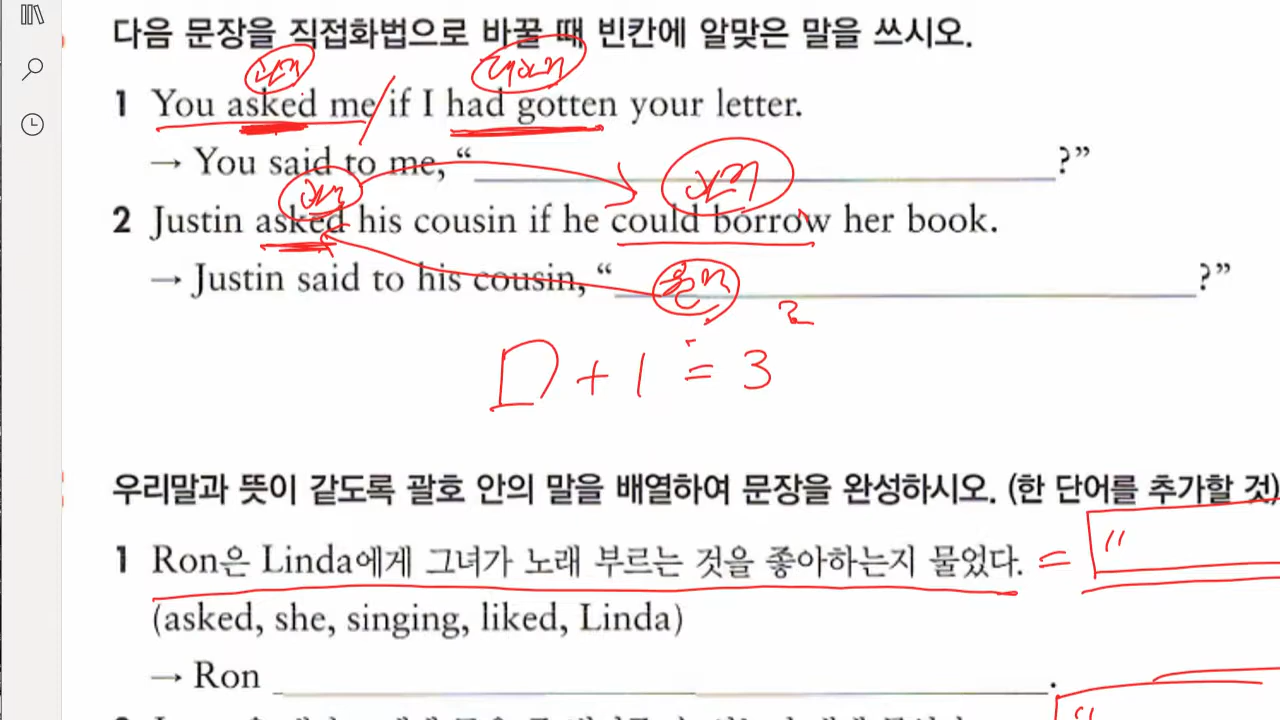 다음 문장을 직접화법으로 바꿀 때 빈칸에 알맞은 말을 쓰시오.
1 You asked me / if I had gotten your letter.
→ You said to me, “ ?”
2 Justin asked his cousin if he could borrow her book.
→ Justin said to his cousin, “ ?”
2
+ 1 = 3
우리말과 뜻이 같도록 괄호 안의 말을 배열하여 문장을 완성하시오. (한 단어를 추가할 것)
1 Ron은 Linda에게 그녀가 노래 부르는 것을 좋아하는지 물었다. = “
(asked, she, singing, liked, Linda)
→ Ron .